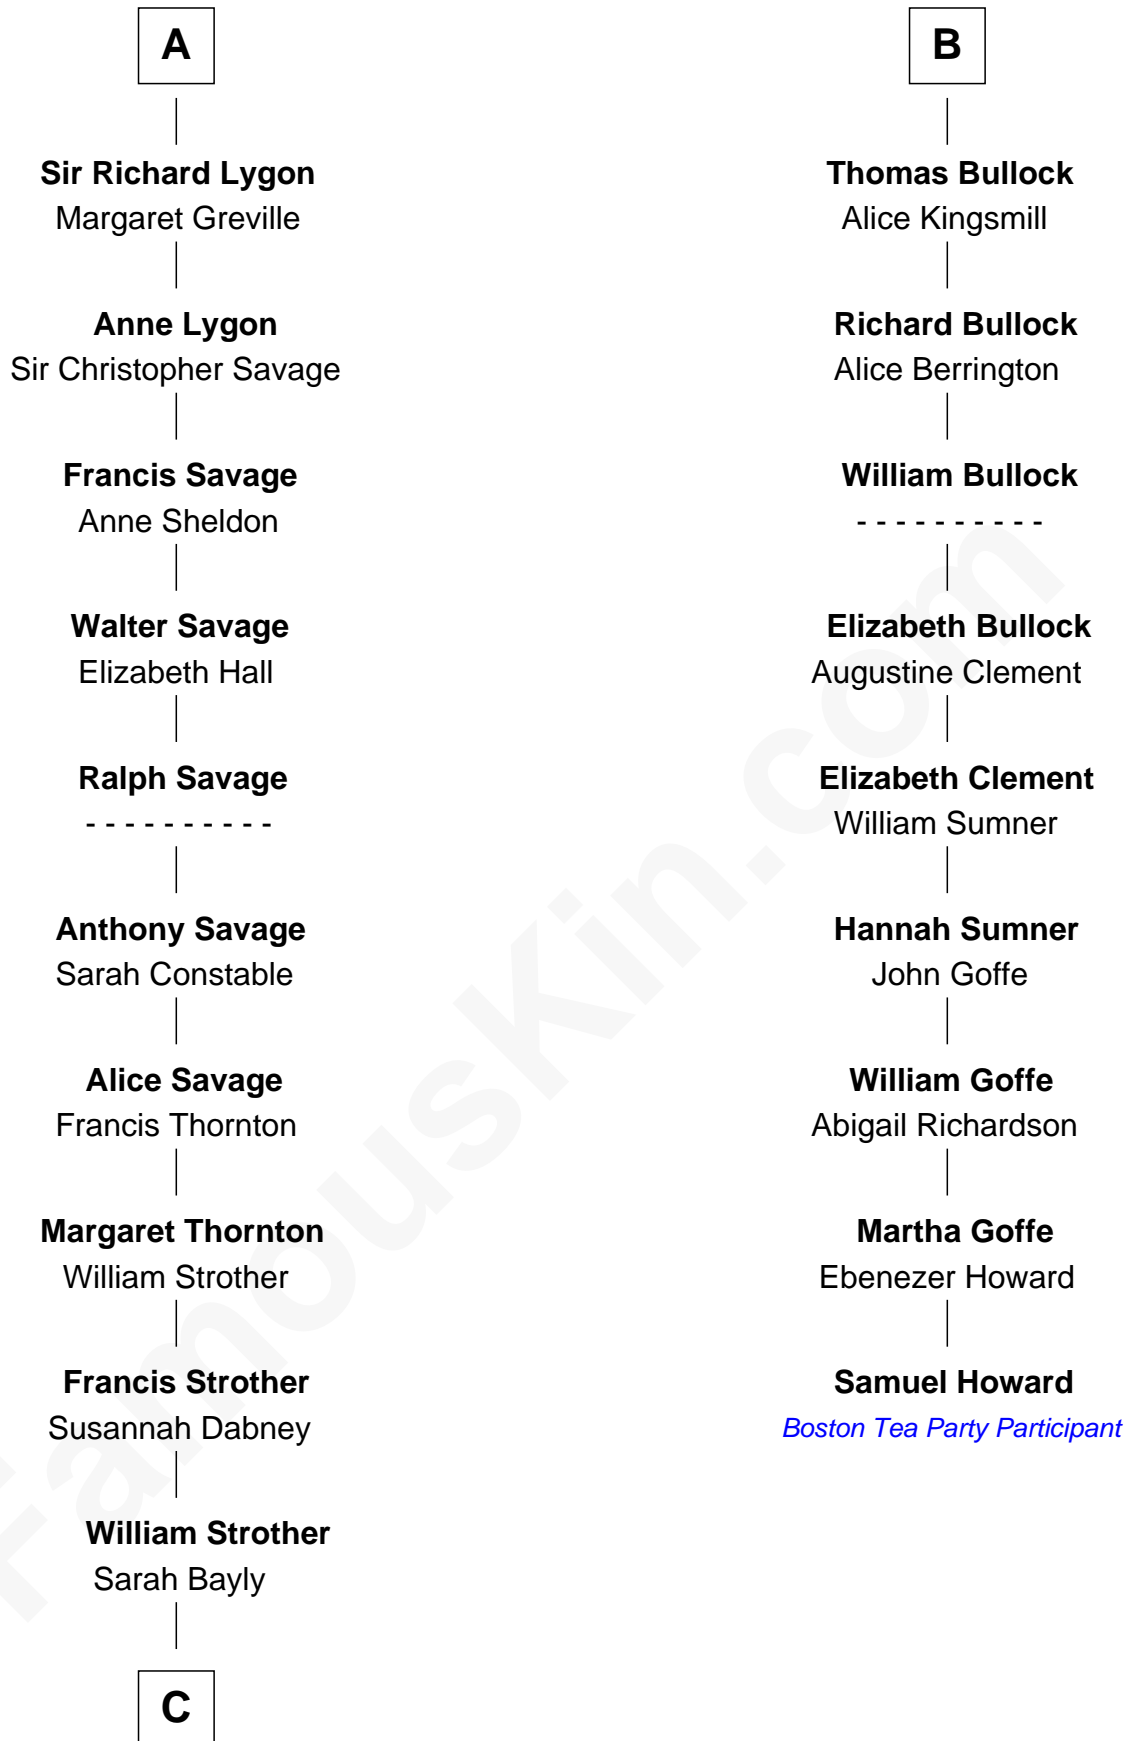 A
Sir Richard Lygon
Margaret Greville
Anne Lygon
Sir Christopher Savage
Francis Savage
Anne Sheldon
Walter Savage
Elizabeth Hall
Ralph Savage
- - - - - - - - - -
Anthony Savage
Sarah Constable
Alice Savage
Francis Thornton
Margaret Thornton
William Strother
Francis Strother
Susannah Dabney
William Strother
Sarah Bayly
C
B
Thomas Bullock
Alice Kingsmill
Richard Bullock
Alice Berrington
William Bullock
- - - - - - - - - -
Elizabeth Bullock
Augustine Clement
Elizabeth Clement
William Sumner
Hannah Sumner
John Goffe
William Goffe
Abigail Richardson
Martha Goffe
Ebenezer Howard
Samuel Howard
Boston Tea Party Participant
FamousKin.com